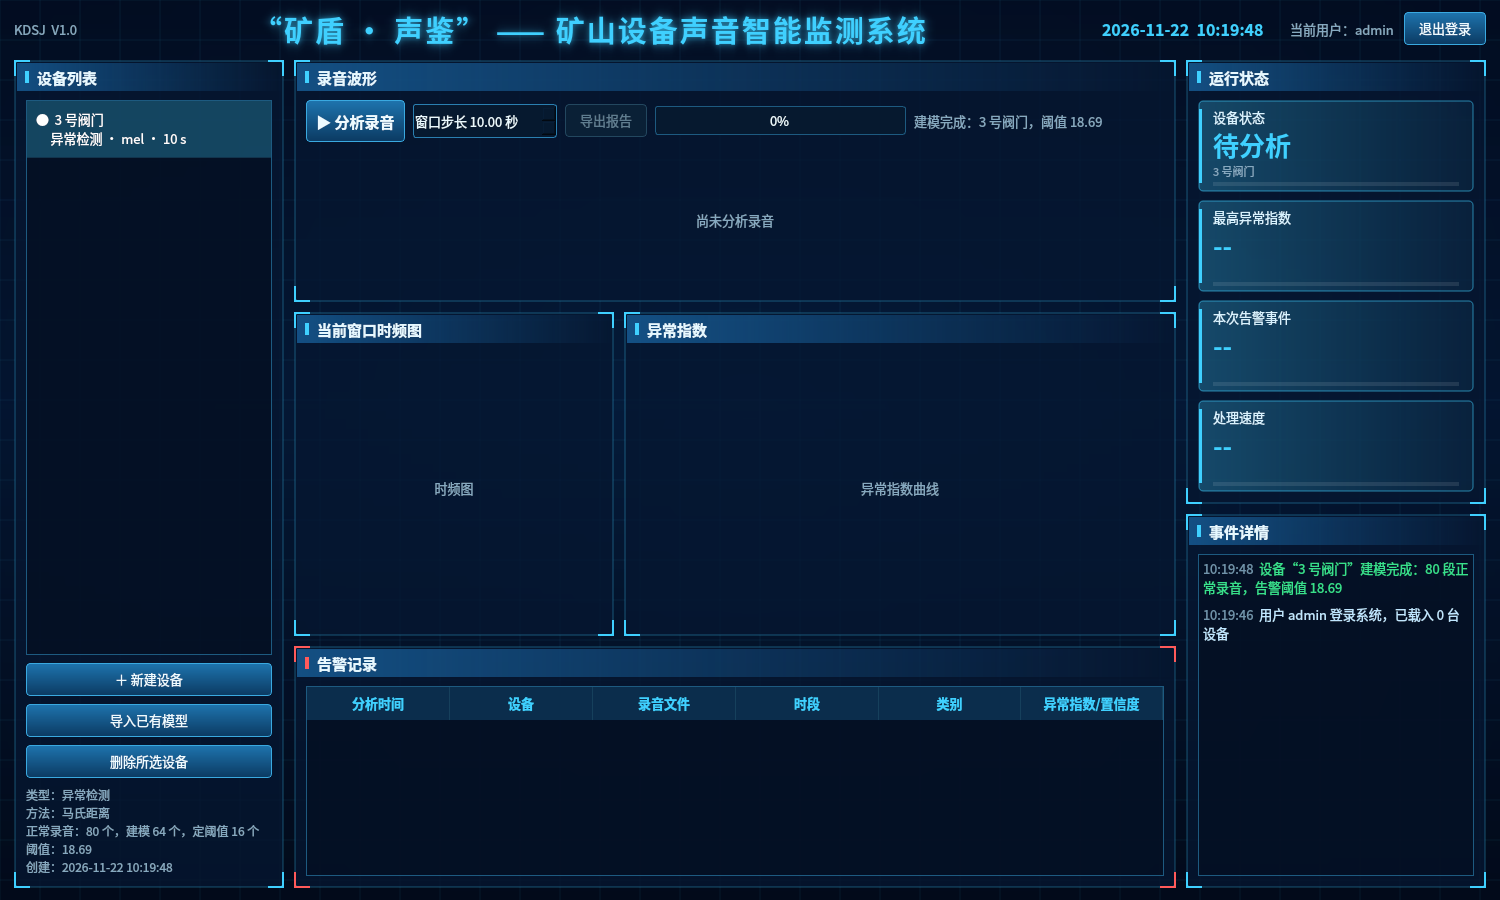 KDSJ V1.0
“矿盾 · 声鉴” —— 矿山设备声音智能监测系统
2026-11-22 10:19:48
当前用户：admin
退出登录
设备列表
3 号阀门
异常检测 · mel · 10 s
＋ 新建设备
导入已有模型
删除所选设备
类型：异常检测
方法：马氏距离
正常录音：80 个，建模 64 个，定阈值 16 个
阈值：18.69
创建：2026-11-22 10:19:48
录音波形
▶ 分析录音
窗口步长 10.00 秒
导出报告
0%
建模完成：3 号阀门，阈值 18.69
尚未分析录音
当前窗口时频图
时频图
异常指数
异常指数曲线
告警记录
分析时间 设备 录音文件 时段 类别 异常指数/置信度
运行状态
设备状态
待分析
3 号阀门
最高异常指数
--
本次告警事件
--
处理速度
--
事件详情
10:19:48 设备“3 号阀门”建模完成：80 段正
常录音，告警阈值 18.69
10:19:46 用户 admin 登录系统，已载入 0 台
设备